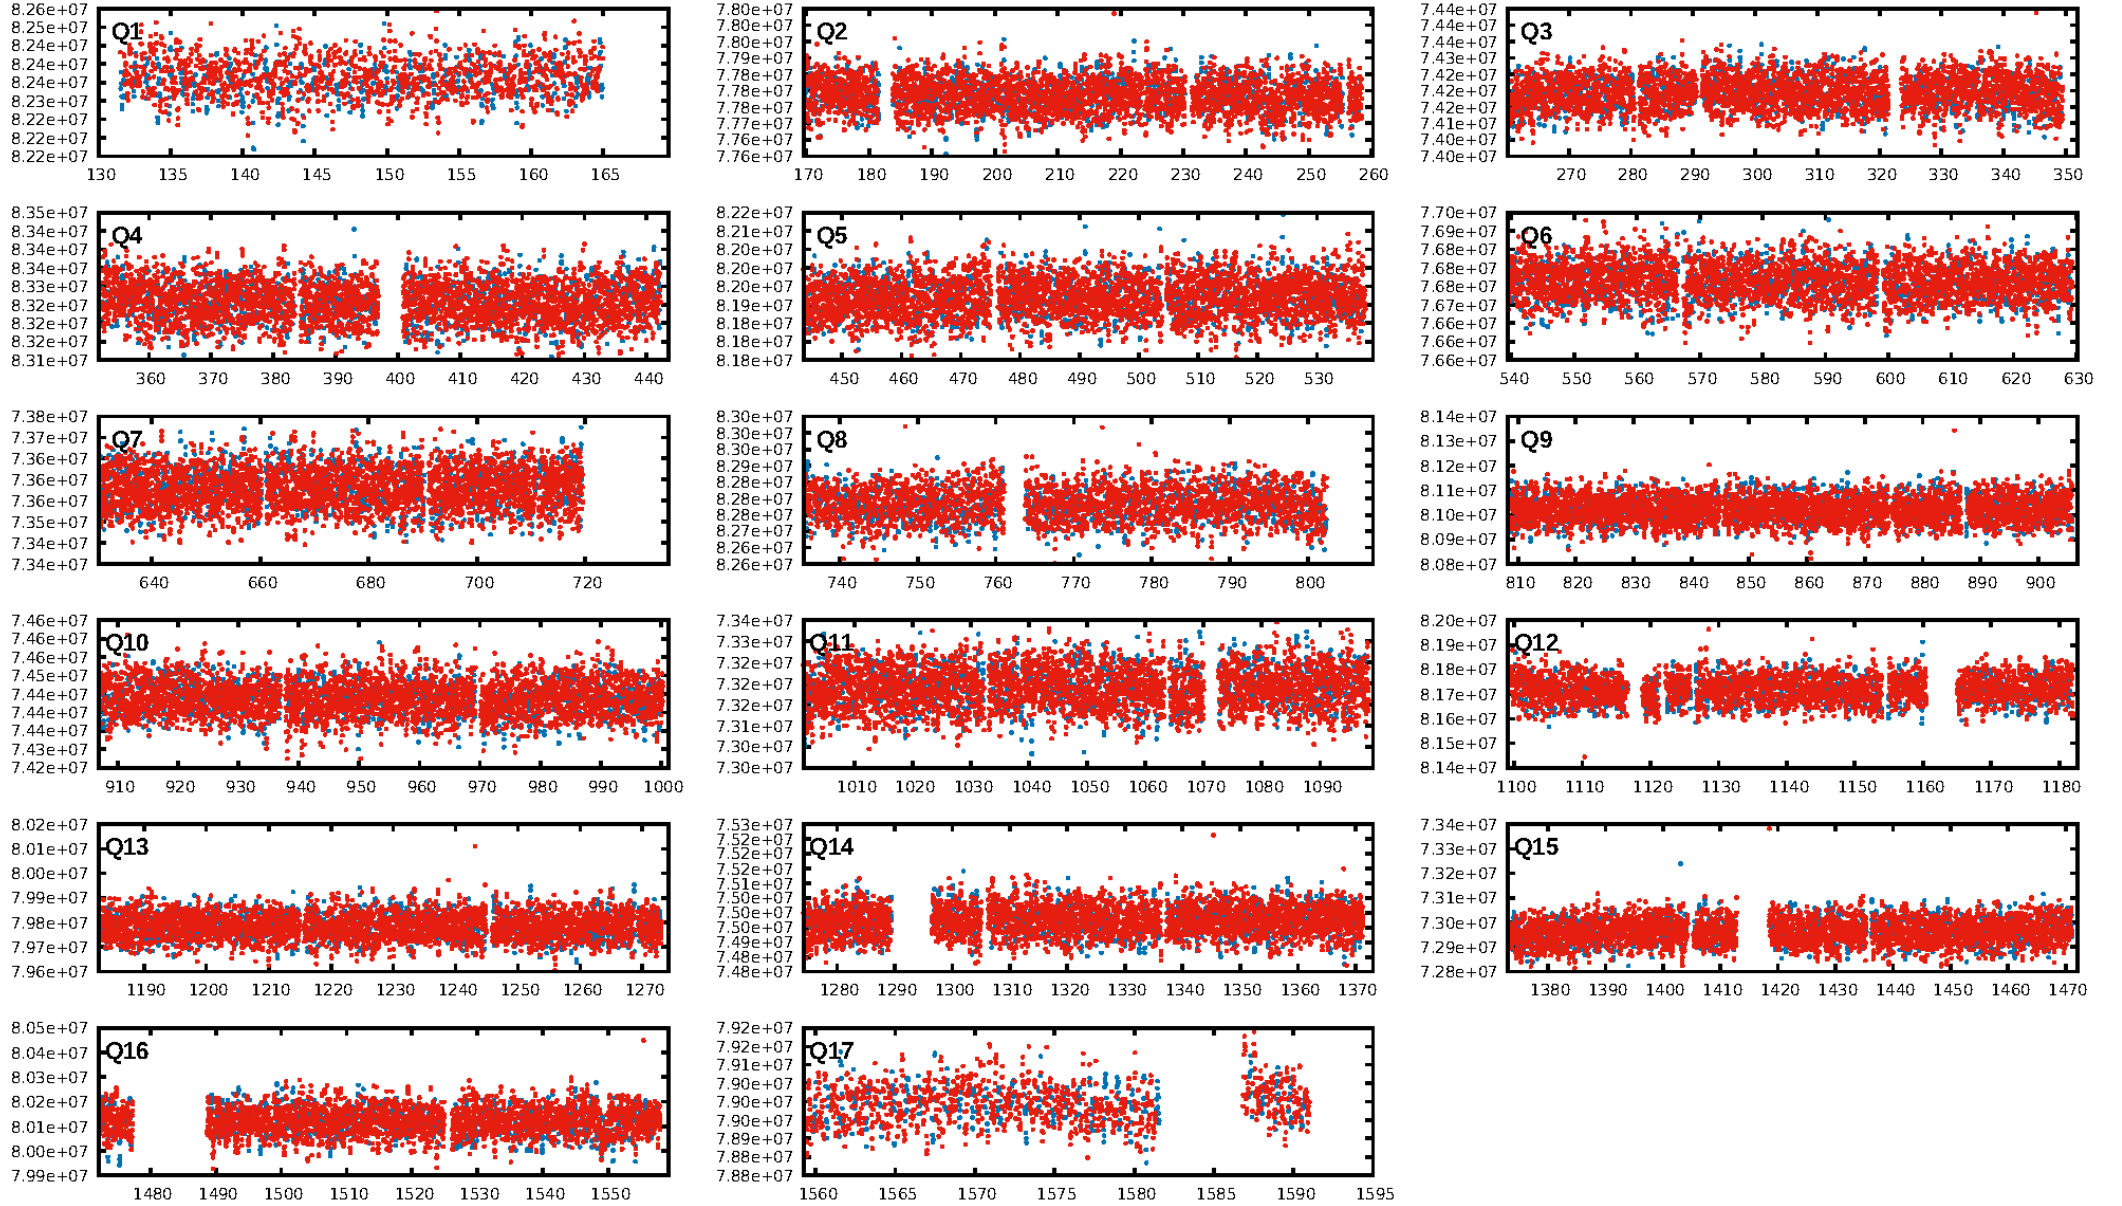 Q1
8.26e+07
8.25e+07
8.24e+07
8.24e+07
8.23e+07
8.22e+07
8.22e+07
8.22e+07
130 135 140 145 150 155 160 165
Q2
7.80e+07
7.80e+07
7.80e+07
7.79e+07
7.78e+07
7.78e+07
7.78e+07
7.77e+07
7.76e+07
7.76e+07
170 180 190 200 210 220 230 240 250 260
Q3
7.44e+07
7.44e+07
7.44e+07
7.43e+07
7.42e+07
7.42e+07
7.42e+07
7.41e+07
7.40e+07
7.40e+07
270 280 290 300 310 320 330 340 350
Q4
8.35e+07
8.34e+07
8.34e+07
8.34e+07
8.33e+07
8.32e+07
8.32e+07
8.32e+07
8.31e+07
360 370 380 390 400 410 420 430 440
Q5
8.22e+07
8.21e+07
8.20e+07
8.20e+07
8.19e+07
8.18e+07
8.18e+07
450 460 470 480 490 500 510 520 530
Q6
7.70e+07
7.69e+07
7.68e+07
7.68e+07
7.68e+07
7.67e+07
7.66e+07
7.66e+07
540 550 560 570 580 590 600 610 620 630
Q7
7.38e+07
7.37e+07
7.36e+07
7.36e+07
7.36e+07
7.35e+07
7.34e+07
7.34e+07
640 660 680 700 720
Q8
8.30e+07
8.30e+07
8.30e+07
8.29e+07
8.28e+07
8.28e+07
8.28e+07
8.27e+07
8.26e+07
8.26e+07
740 750 760 770 780 790 800
Q9
8.14e+07
8.13e+07
8.12e+07
8.11e+07
8.10e+07
8.09e+07
8.08e+07
810 820 830 840 850 860 870 880 890 900
Q10
7.46e+07
7.46e+07
7.46e+07
7.45e+07
7.44e+07
7.44e+07
7.44e+07
7.43e+07
7.42e+07
910 920 930 940 950 960 970 980 990 1000
Q11
7.34e+07
7.33e+07
7.32e+07
7.32e+07
7.32e+07
7.31e+07
7.30e+07
7.30e+07
1010 1020 1030 1040 1050 1060 1070 1080 1090
Q12
8.20e+07
8.19e+07
8.18e+07
8.17e+07
8.16e+07
8.15e+07
8.14e+07
1100 1110 1120 1130 1140 1150 1160 1170 1180
Q13
8.02e+07
8.01e+07
8.00e+07
7.99e+07
7.98e+07
7.97e+07
7.96e+07
1190 1200 1210 1220 1230 1240 1250 1260 1270
Q14
7.53e+07
7.52e+07
7.52e+07
7.52e+07
7.51e+07
7.50e+07
7.50e+07
7.50e+07
7.49e+07
7.48e+07
7.48e+07
1280 1290 1300 1310 1320 1330 1340 1350 1360 1370
Q15
7.34e+07
7.33e+07
7.32e+07
7.31e+07
7.30e+07
7.29e+07
7.28e+07
1380 1390 1400 1410 1420 1430 1440 1450 1460 1470
Q16
8.05e+07
8.04e+07
8.03e+07
8.02e+07
8.01e+07
8.00e+07
7.99e+07
1480 1490 1500 1510 1520 1530 1540 1550
Q17
7.92e+07
7.92e+07
7.91e+07
7.90e+07
7.90e+07
7.90e+07
7.89e+07
7.88e+07
7.88e+07
1560 1565 1570 1575 1580 1585 1590 1595